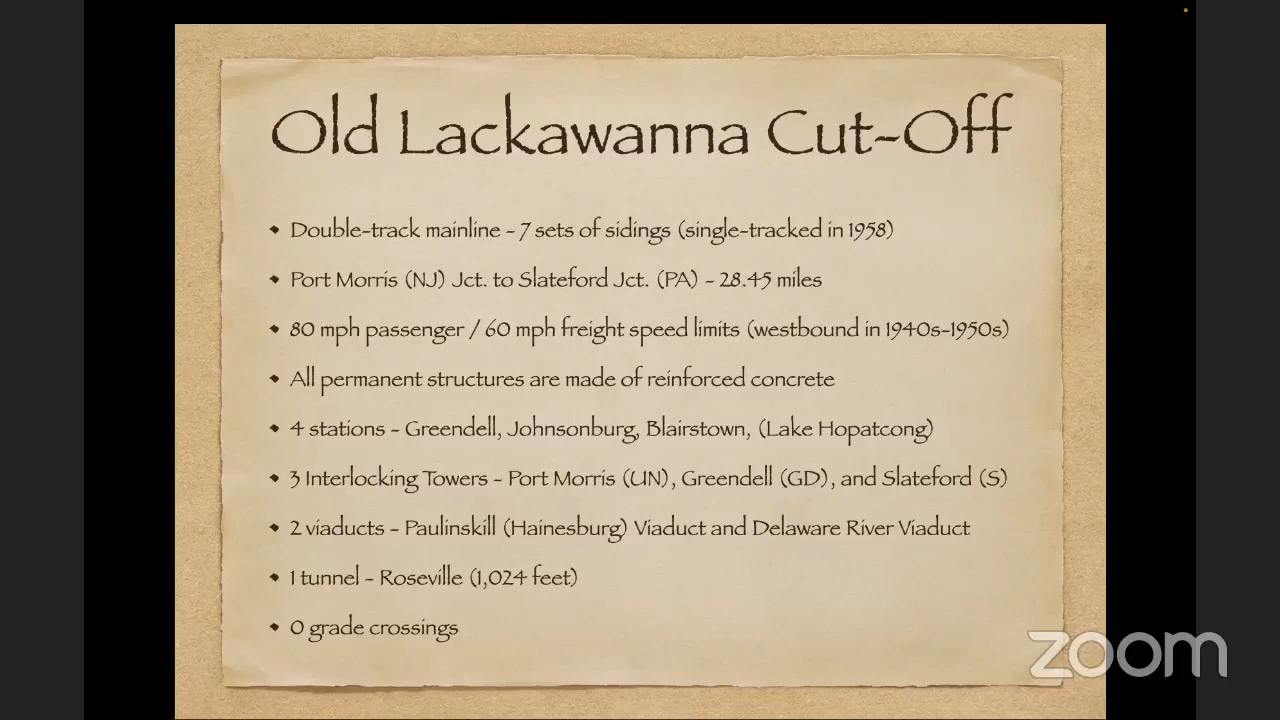 Old Lackawanna Cut-Off
Double-track mainline - 7 sets of sidings (single-tracked in 1958)
Port Morris (NJ) Jct. to Slateford Jct. (PA) - 28.45 miles
80 mph passenger / 60 mph freight speed limits (westbound in 1940s-1950s)
All permanent structures are made of reinforced concrete
4 stations - Greendell, Johnsonburg, Blairstown, (Lake Hopatcong)
3 Interlocking Towers - Port Morris (UN), Greendell (GD), and Slateford (S)
2 viaducts - Paulinskill (Hainesburg) Viaduct and Delaware River Viaduct
1 tunnel - Roseville (1,024 feet)
0 grade crossings
zoom